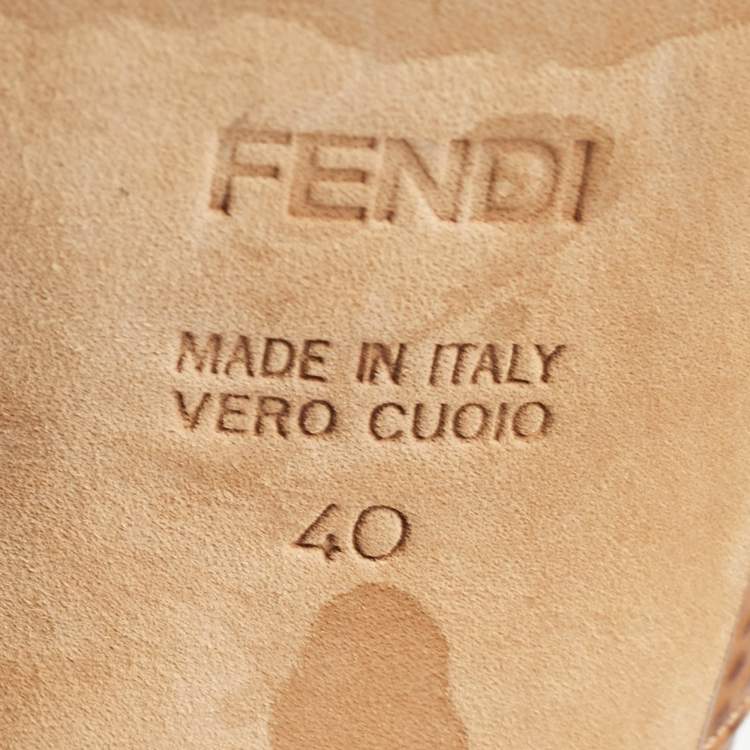 FENDI
MADE IN ITALY
VERO CUOIO
40